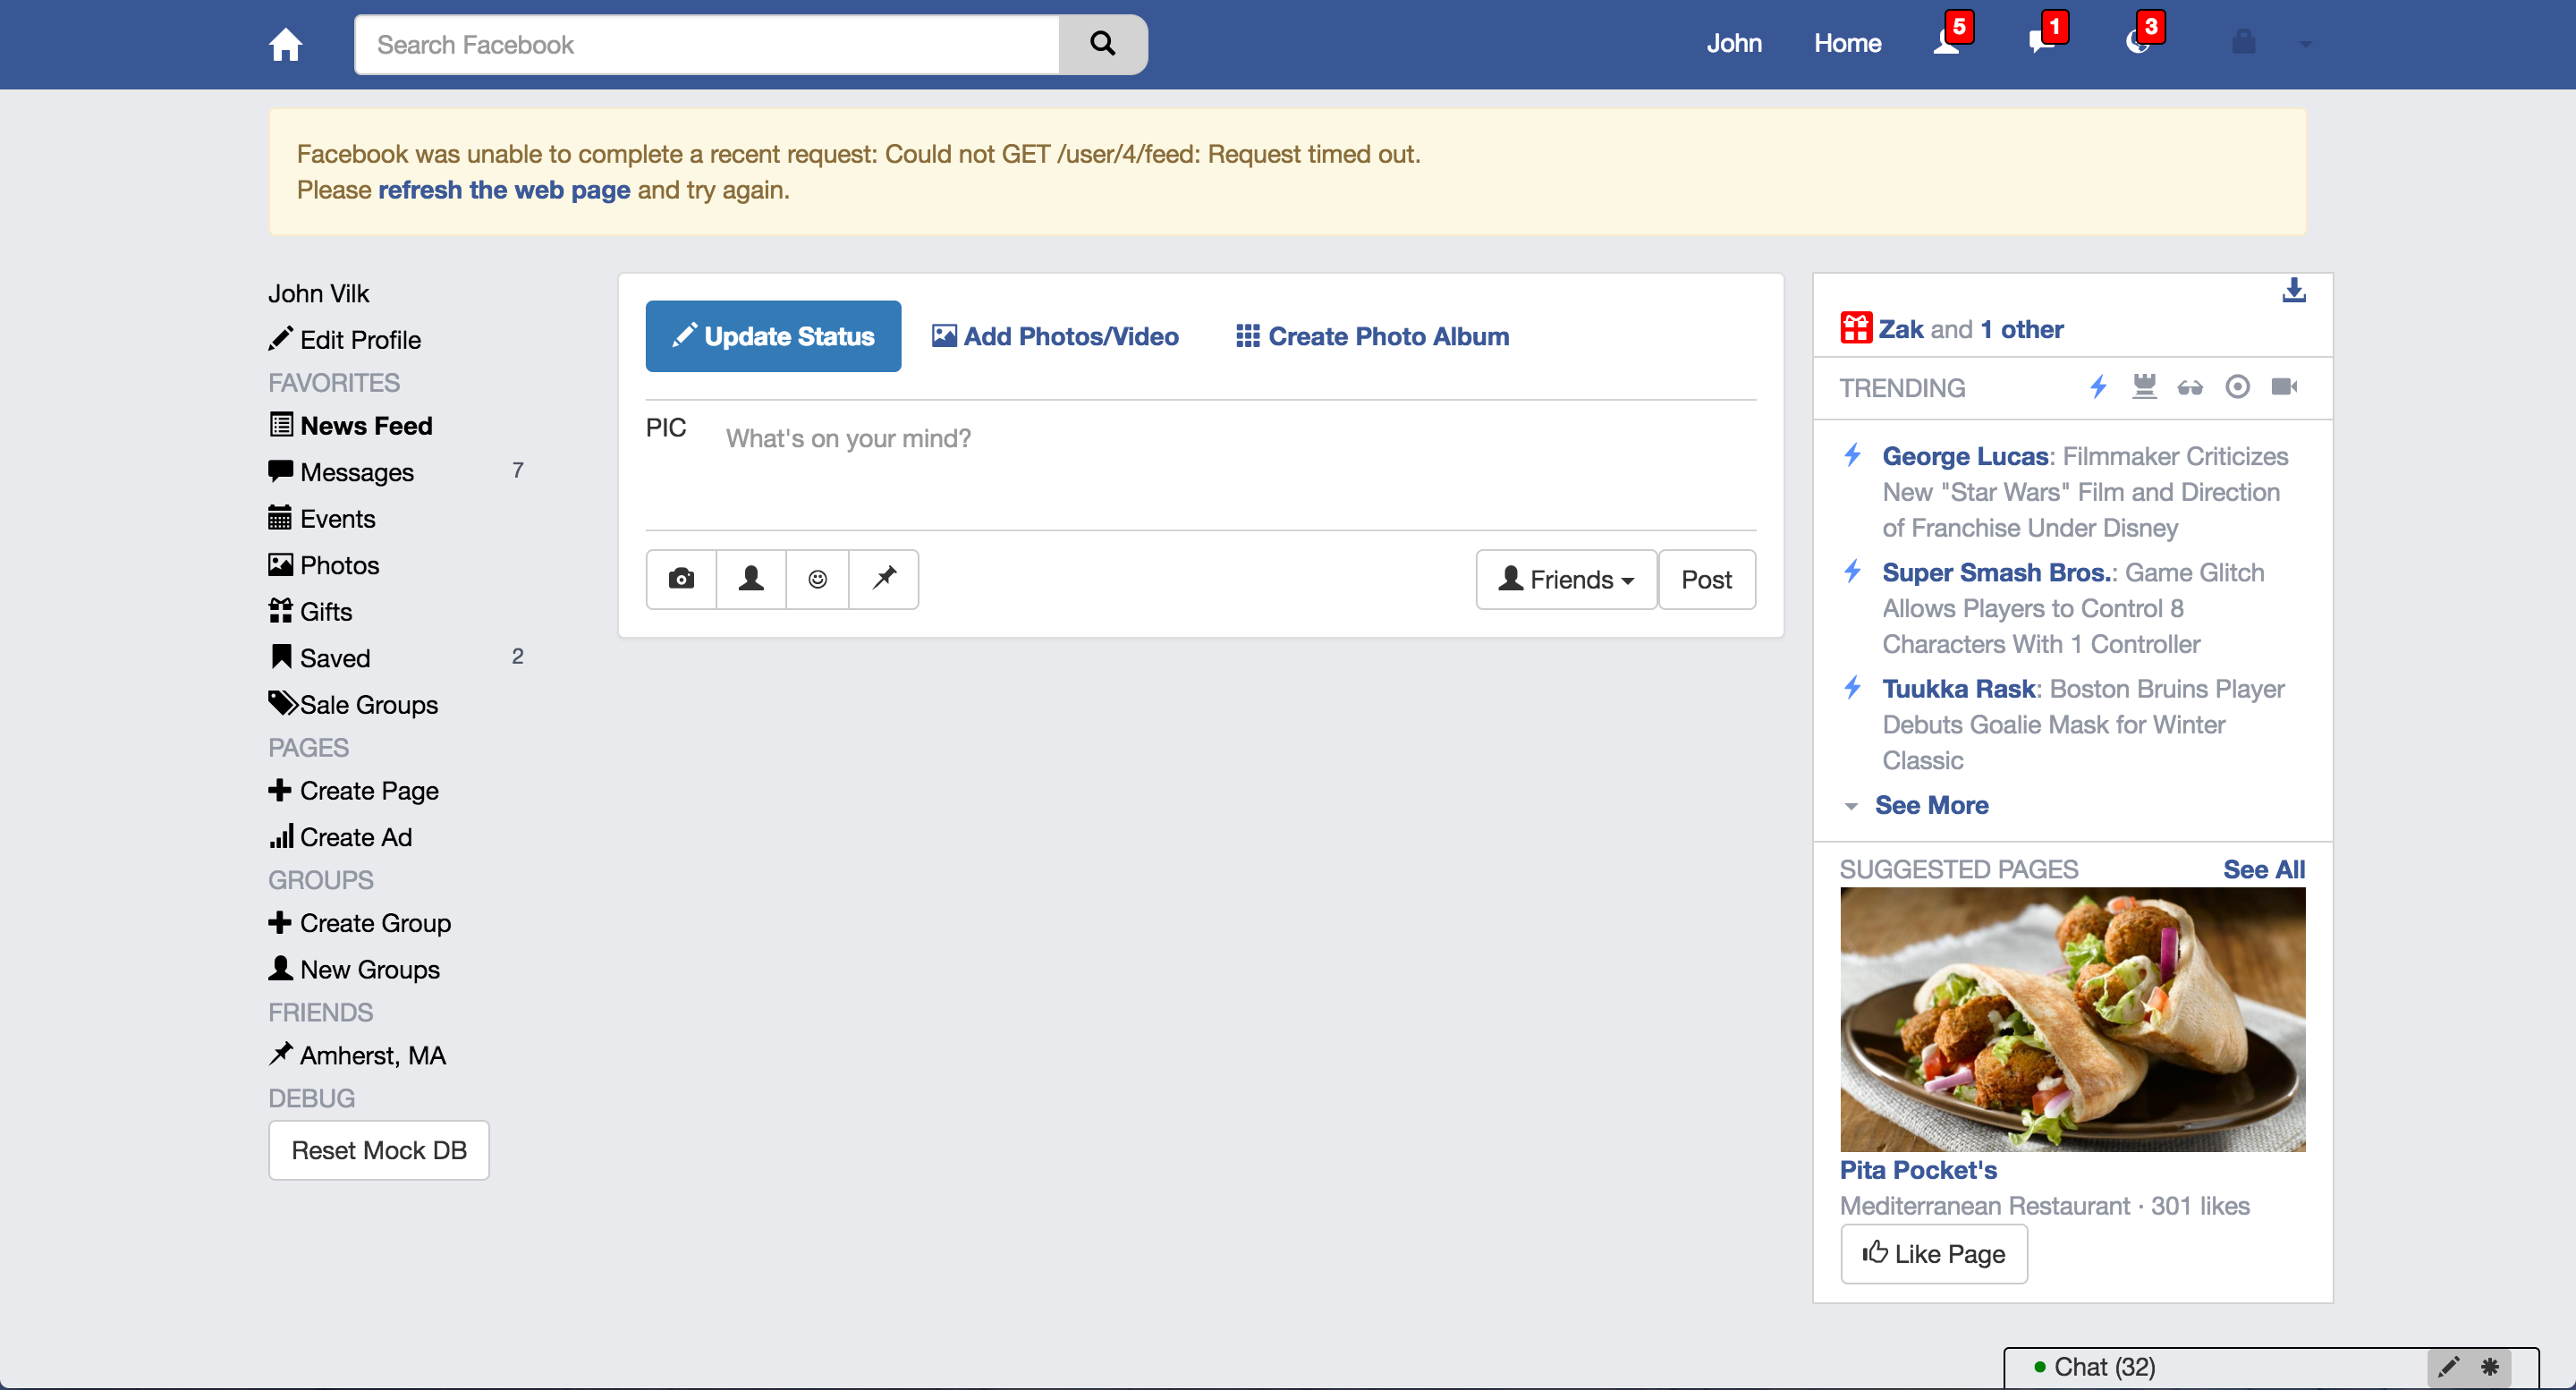 Search Facebook
John
Home
5
1
3
Facebook was unable to complete a recent request: Could not GET /user/4/feed: Request timed out.
Please refresh the web page and try again.
John Vilk
Edit Profile
FAVORITES
News Feed
Messages 7
Events
Photos
Gifts
Saved 2
Sale Groups
PAGES
Create Page
Create Ad
GROUPS
Create Group
New Groups
FRIENDS
Amherst, MA
DEBUG
Reset Mock DB
Update Status
Add Photos/Video
Create Photo Album
PIC
What's on your mind?
Friends
Post
Zak and 1 other
TRENDING
George Lucas: Filmmaker Criticizes
New "Star Wars" Film and Direction
of Franchise Under Disney
Super Smash Bros.: Game Glitch
Allows Players to Control 8
Characters With 1 Controller
Tuukka Rask: Boston Bruins Player
Debuts Goalie Mask for Winter
Classic
See More
SUGGESTED PAGES
See All
Pita Pocket's
Mediterranean Restaurant · 301 likes
Like Page
Chat (32)